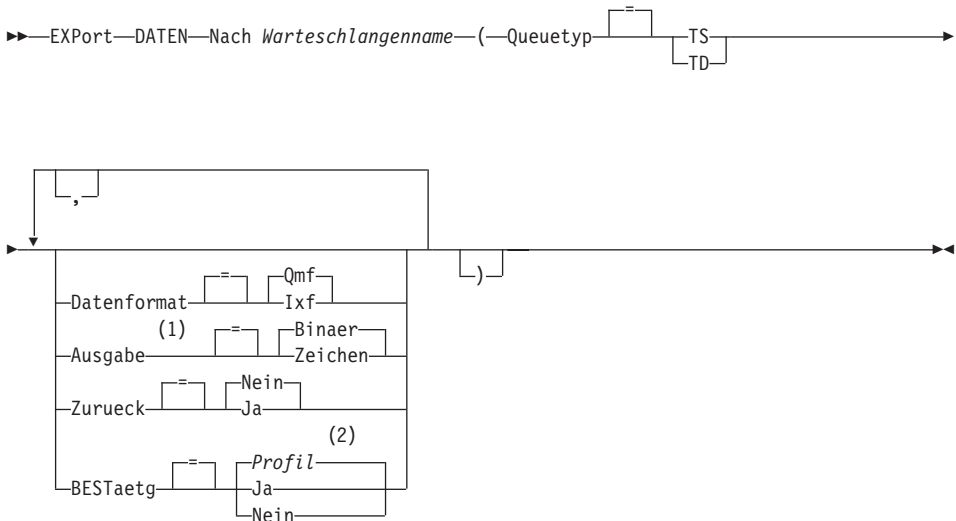 =
EXPort DATEN Nach Warteschlangenname ( Queuetyp TS
TD
,
= Qmf
Datenformat Ixf
(1) = Binaer
Ausgabe Zeichen
= Nein
Zurueck Ja
(2)
= Profil
BESTaetg Ja
Nein
)